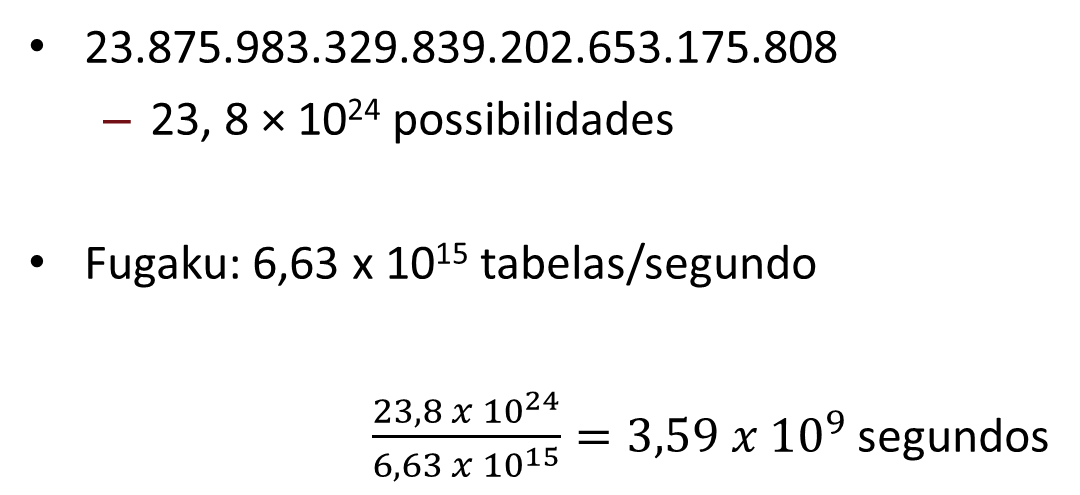 • 23.875.983.329.839.202.653.175.808
– 23, 8 × 10²⁴ possibilidades
• Fugaku: 6,63 x 10¹⁵ tabelas/segundo
23,8 x 10²⁴
6,63 x 10¹⁵ = 3,59 x 10⁹ segundos